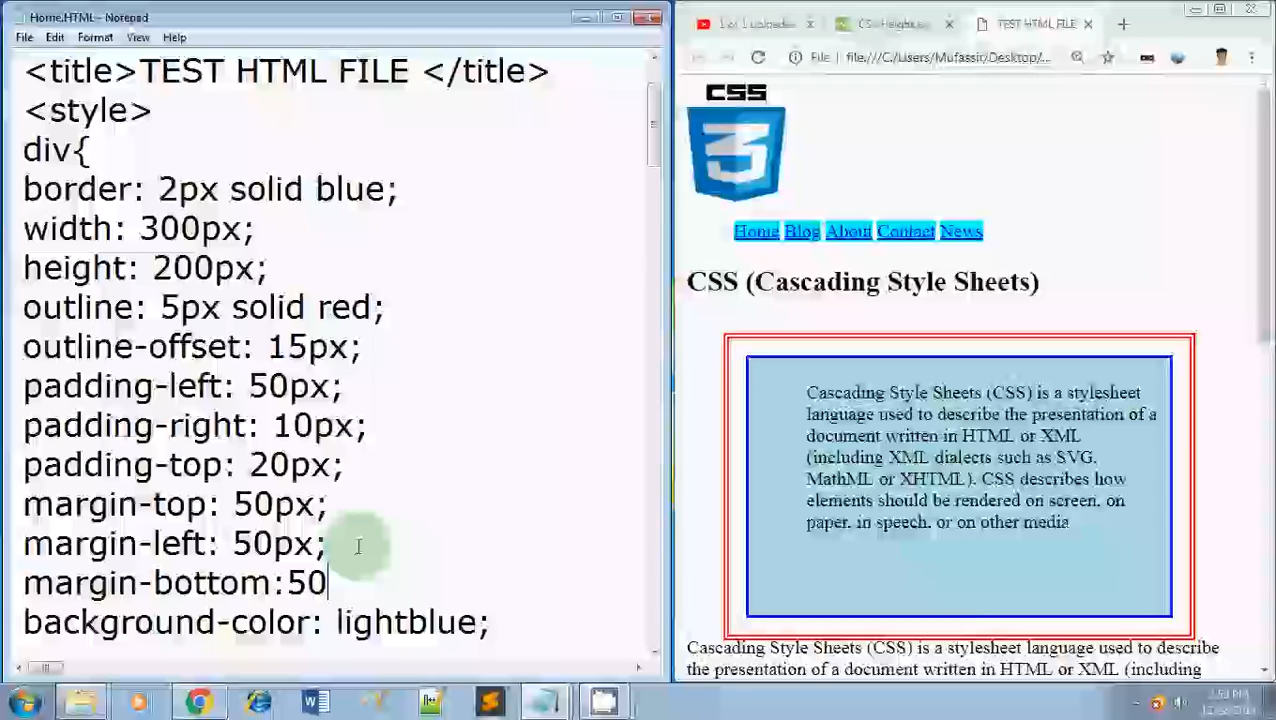 Home.HTML - Notepad
File Edit Format View Help
<title>TEST HTML FILE </title>
<style>
div{
border: 2px solid blue;
width: 300px;
height: 200px;
outline: 5px solid red;
outline-offset: 15px;
padding-left: 50px;
padding-right: 10px;
padding-top: 20px;
margin-top: 50px;
margin-left: 50px;
margin-bottom:50
background-color: lightblue;
TEST HTML FILE
File file:///C:/Users/Mufassir/Desktop/...
CSS
3
Home Blog About Contact News
CSS (Cascading Style Sheets)
Cascading Style Sheets (CSS) is a stylesheet
language used to describe the presentation of a
document written in HTML or XML
(including XML dialects such as SVG,
MathML or XHTML). CSS describes how
elements should be rendered on screen, on
paper, in speech, or on other media
Cascading Style Sheets (CSS) is a stylesheet language used to describe
the presentation of a document written in HTML or XML (including